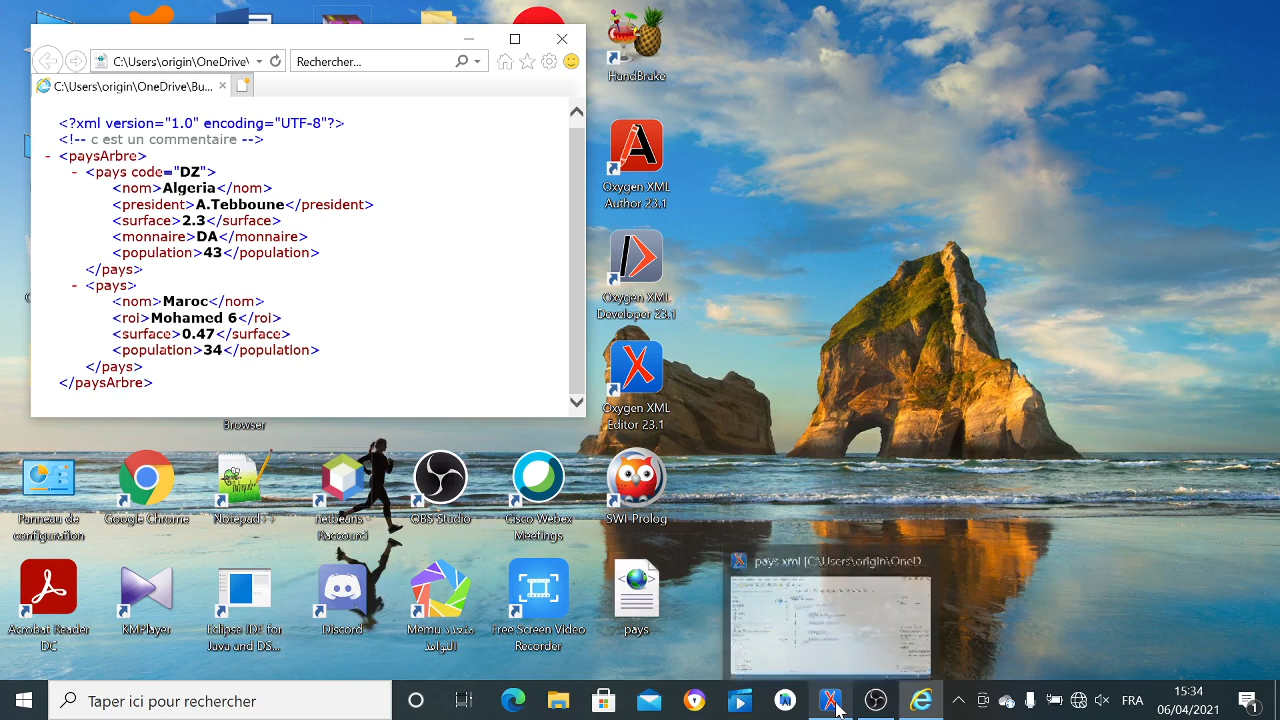 C:\Users\origin\OneDrive\
Rechercher...
C:\Users\origin\OneDrive\Bu...
<?xml version="1.0" encoding="UTF-8"?>
<!-- c est un commentaire -->
- <paysArbre>
- <pays code="DZ">
<nom>Algeria</nom>
<president>A.Tebboune</president>
<surface>2.3</surface>
<monnaire>DA</monnaire>
<population>43</population>
</pays>
- <pays>
<nom>Maroc</nom>
<roi>Mohamed 6</roi>
<surface>0.47</surface>
<population>34</population>
</pays>
</paysArbre>
HandBrake
Oxygen XML
Author 23.1
Oxygen XML
Developer 23.1
Oxygen XML
Editor 23.1
Browser
Panneau de
configuration
Google Chrome
Notepad++
netbeans -
Raccourci
OBS Studio
Cisco Webex
Meetings
SWI-Prolog
Acrobat Reader
DC
KMPlayer
Eclipse IDE for
Java and DS...
Discord
Memu متعدد
النوافذ
Free Screen Video
Recorder
pays
pays.xml [C:\Users\origin\OneD...
Taper ici pour rechercher
FRA
15:34
06/04/2021
1